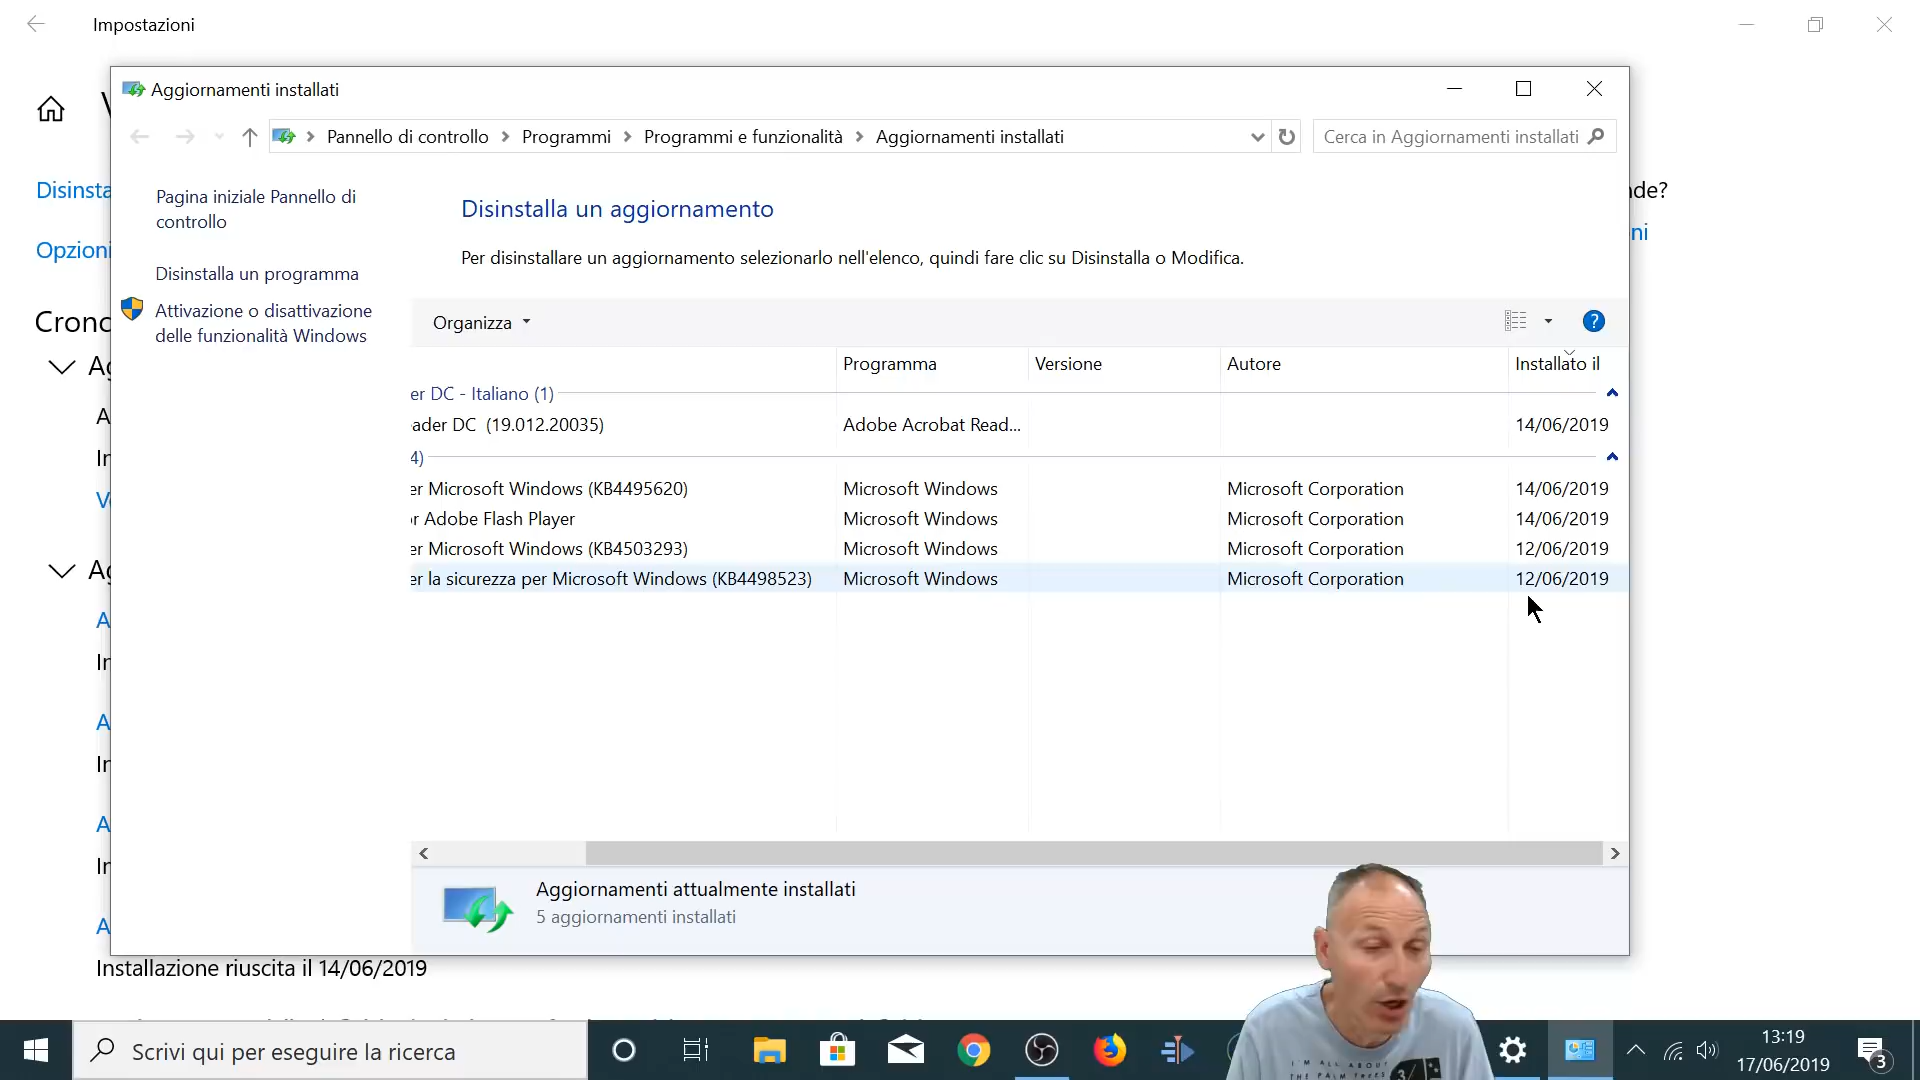 Impostazioni
Aggiornamenti installati
Pannello di controllo
Programmi
Programmi e funzionalità
Aggiornamenti installati
Cerca in Aggiornamenti installati
Disinsta
Opzioni
Crono
nde?
ni
Pagina iniziale Pannello di
controllo
Disinstalla un programma
Attivazione o disattivazione
delle funzionalità Windows
Disinstalla un aggiornamento
Per disinstallare un aggiornamento selezionarlo nell'elenco, quindi fare clic su Disinstalla o Modifica.
Organizza
?
Programma Versione Autore Installato il
er DC - Italiano (1)
ader DC (19.012.20035) Adobe Acrobat Read... 14/06/2019
4)
er Microsoft Windows (KB4495620) Microsoft Windows Microsoft Corporation 14/06/2019
r Adobe Flash Player Microsoft Windows Microsoft Corporation 14/06/2019
er Microsoft Windows (KB4503293) Microsoft Windows Microsoft Corporation 12/06/2019
er la sicurezza per Microsoft Windows (KB4498523) Microsoft Windows Microsoft Corporation 12/06/2019
Aggiornamenti attualmente installati
5 aggiornamenti installati
Installazione riuscita il 14/06/2019
I'M ALL ABOUT
THE PALM TREES
Scrivi qui per eseguire la ricerca
13:19
17/06/2019
3